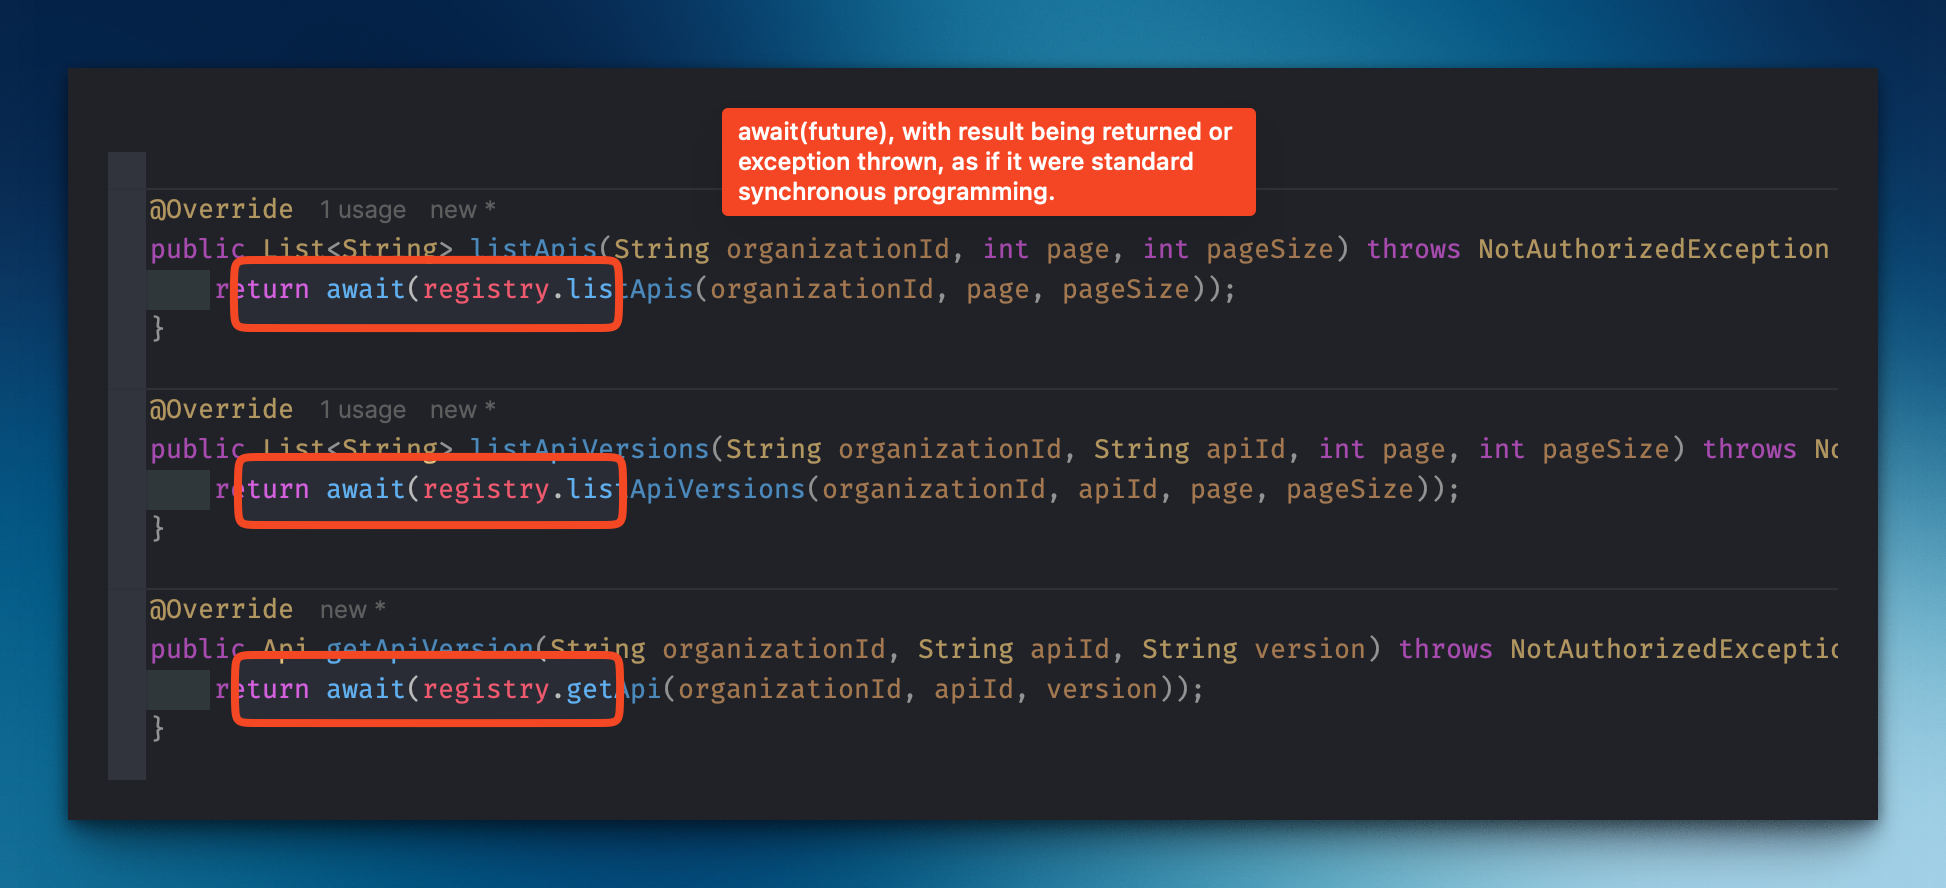 await(future), with result being returned or
exception thrown, as if it were standard
synchronous programming.
@Override 1 usage new *
public List<String> listApis(String organizationId, int page, int pageSize) throws NotAuthorizedException
return await(registry.listApis(organizationId, page, pageSize));
}
@Override 1 usage new *
public List<String> listApiVersions(String organizationId, String apiId, int page, int pageSize) throws No
return await(registry.listApiVersions(organizationId, apiId, page, pageSize));
}
@Override new *
public Api getApiVersion(String organizationId, String apiId, String version) throws NotAuthorizedExceptio
return await(registry.getApi(organizationId, apiId, version));
}